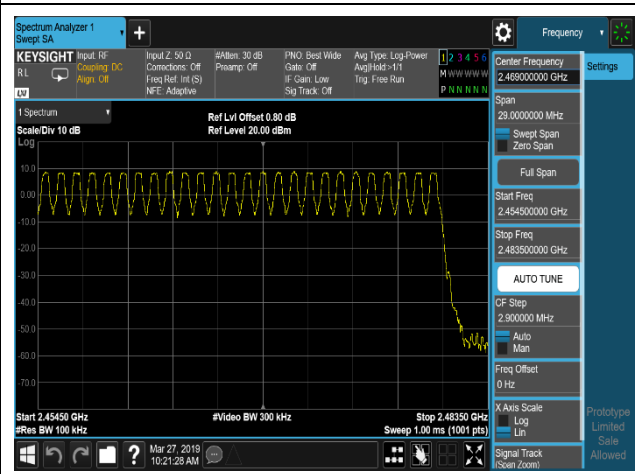 Spectrum Analyzer 1
Swept SA
+
Frequency
KEYSIGHT
RL
Input: RF
Coupling: DC
Align: Off
Input Z: 50 Ω
Corrections: Off
Freq Ref: Int (S)
NFE: Adaptive
#Atten: 30 dB
Preamp: Off
PNO: Best Wide
Gate: Off
IF Gain: Low
Sig Track: Off
Avg Type: Log-Power
Avg|Hold:>1/1
Trig: Free Run
1 2 3 4 5 6
M W W W W W
P N N N N N
1 Spectrum
Scale/Div 10 dB
Ref Lvl Offset 0.80 dB
Ref Level 20.00 dBm
Log
10.0
0.00
-10.0
-20.0
-30.0
-40.0
-50.0
-60.0
-70.0
Start 2.45450 GHz
#Res BW 100 kHz
#Video BW 300 kHz
Stop 2.48350 GHz
Sweep 1.00 ms (1001 pts)
Center Frequency
2.469000000 GHz
Settings
Span
29.0000000 MHz
Swept Span
Zero Span
Full Span
Start Freq
2.454500000 GHz
Stop Freq
2.483500000 GHz
AUTO TUNE
CF Step
2.900000 MHz
Auto
Man
Freq Offset
0 Hz
X Axis Scale
Log
Lin
Signal Track
(Span Zoom)
Prototype
Limited
Sale
Allowed
?
Mar 27, 2019
10:21:28 AM